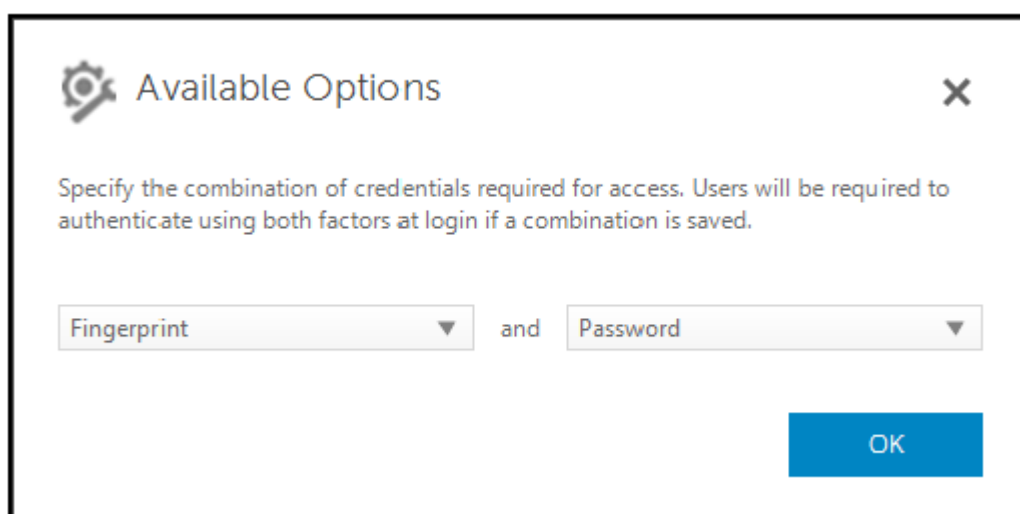 Available Options
Specify the combination of credentials required for access. Users will be required to
authenticate using both factors at login if a combination is saved.
Fingerprint and Password
OK